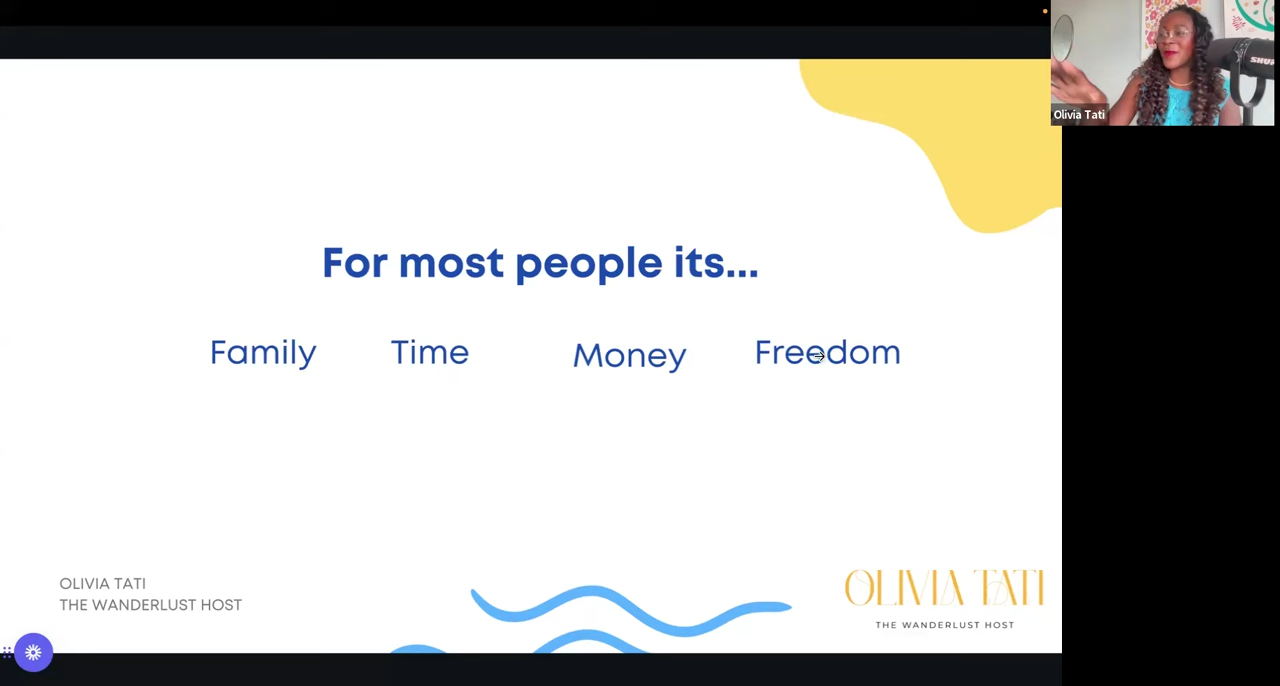 For most people its...
Family Time Money Freedom
OLIVIA TATI
THE WANDERLUST HOST
OLIVIA TATI
THE WANDERLUST HOST
Olivia Tati
SHURE